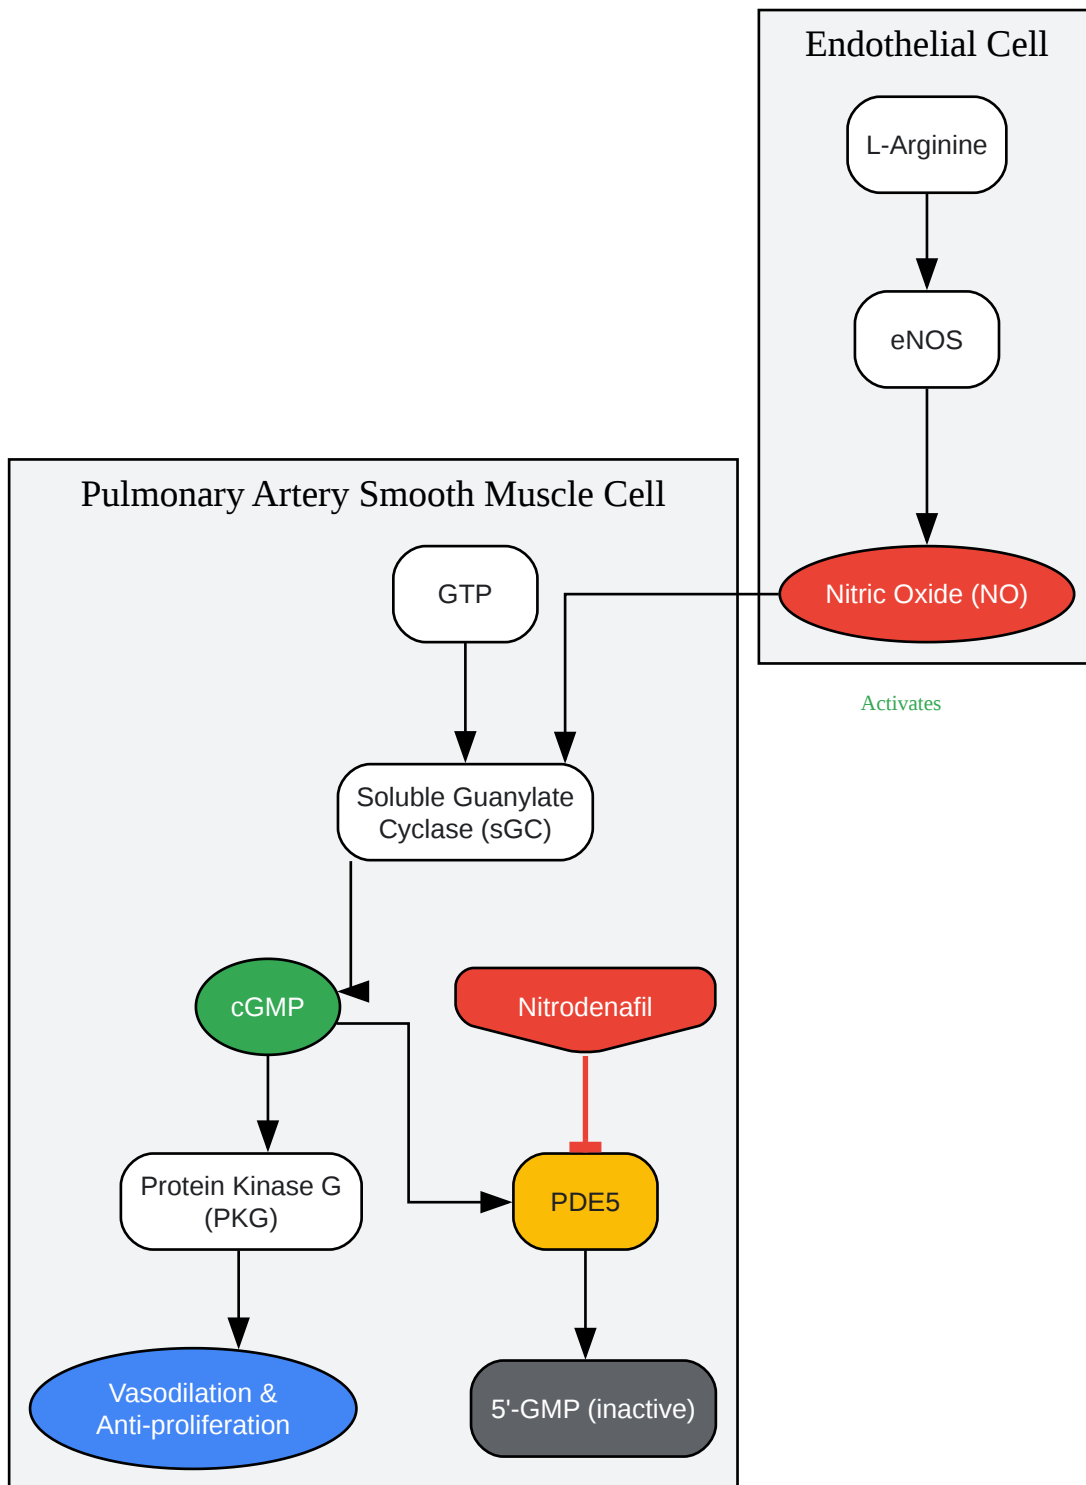 Endothelial Cell
L-Arginine
eNOS
Nitric Oxide (NO)
Activates
Pulmonary Artery Smooth Muscle Cell
GTP
Soluble Guanylate
Cyclase (sGC)
cGMP
Nitrodenafil
Protein Kinase G
(PKG)
PDE5
Vasodilation &
Anti-proliferation
5'-GMP (inactive)